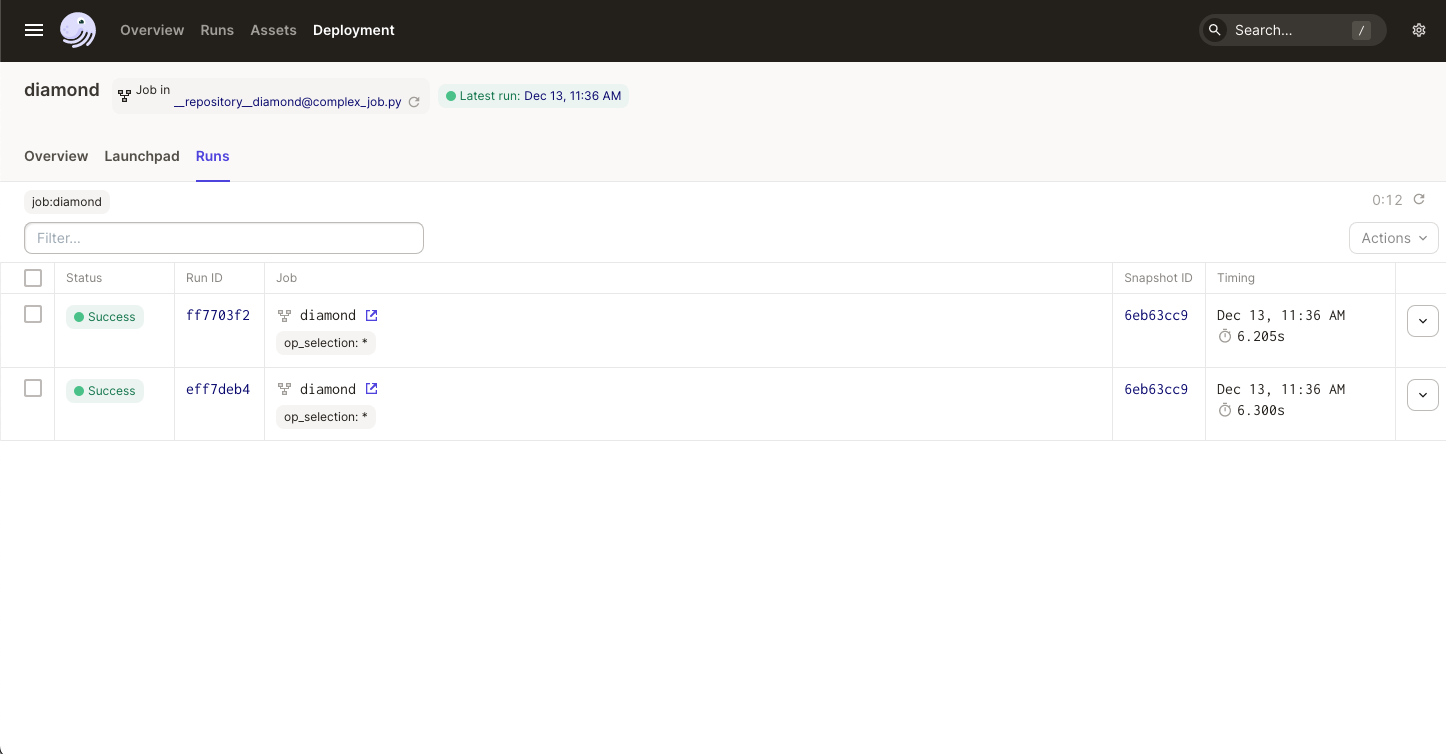 Overview Runs Assets Deployment Search... /
diamond Job in __repository__diamond@complex_job.py Latest run: Dec 13, 11:36 AM
Overview Launchpad Runs
job:diamond 0:12
Filter... Actions
Status Run ID Job Snapshot ID Timing
Success ff7703f2 diamond 6eb63cc9 Dec 13, 11:36 AM
op_selection: * 6.205s
Success eff7deb4 diamond 6eb63cc9 Dec 13, 11:36 AM
op_selection: * 6.300s